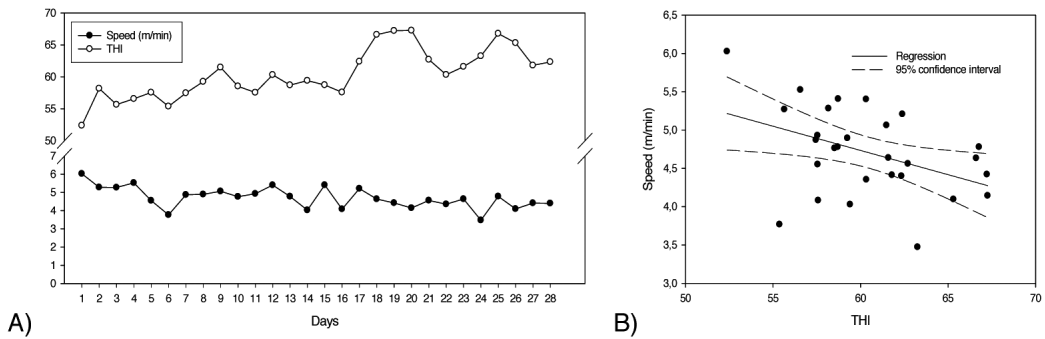 70
65
60
55
50
7
6
5
4
3
2
1
0
Speed (m/min)
THI
1 2 3 4 5 6 7 8 9 10 11 12 13 14 15 16 17 18 19 20 21 22 23 24 25 26 27 28
Days
A)
6,5
6,0
5,5
5,0
4,5
4,0
3,5
3,0
Speed (m/min)
Regression
95% confidence interval
50 55 60 65 70
THI
B)